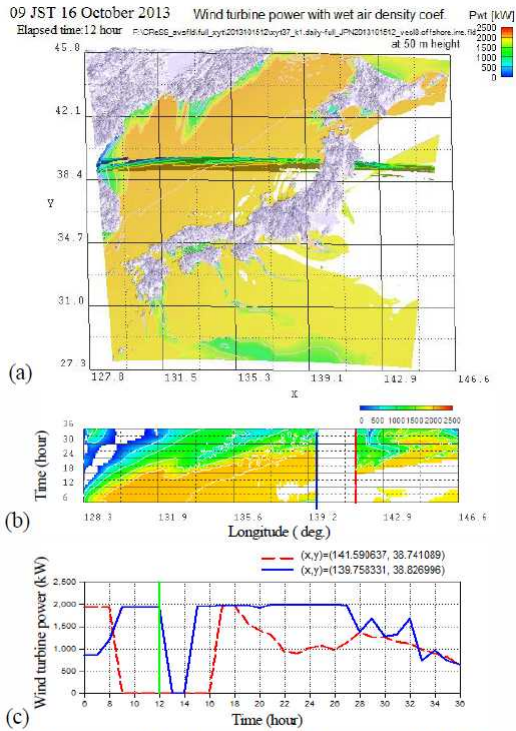 09 JST 16 October 2013
Wind turbine power with wet air density coef.
Pwt [kW]
Elapsed time:12 hour
at 50 m height
2500
2000
1500
1000
500
0
45.8
42.1
38.4
Y
34.7
31.0
27.3
(a)
127.8 131.5 135.3 139.1 142.9 146.6
X
0 500 1000 1500 2000 2500
36
30
24
18
12
6
Time (hour)
(b)
128.3 131.9 135.6 139.2 142.9 146.6
Longitude ( deg.)
(x,y)=(141.590637, 38.741089)
(x,y)=(139.758331, 38.826996)
Wind turbine power (kW)
2,500
2,000
1,500
1,000
500
0
6 8 10 12 14 16 18 20 22 24 26 28 30 32 34 36
(c)
Time (hour)